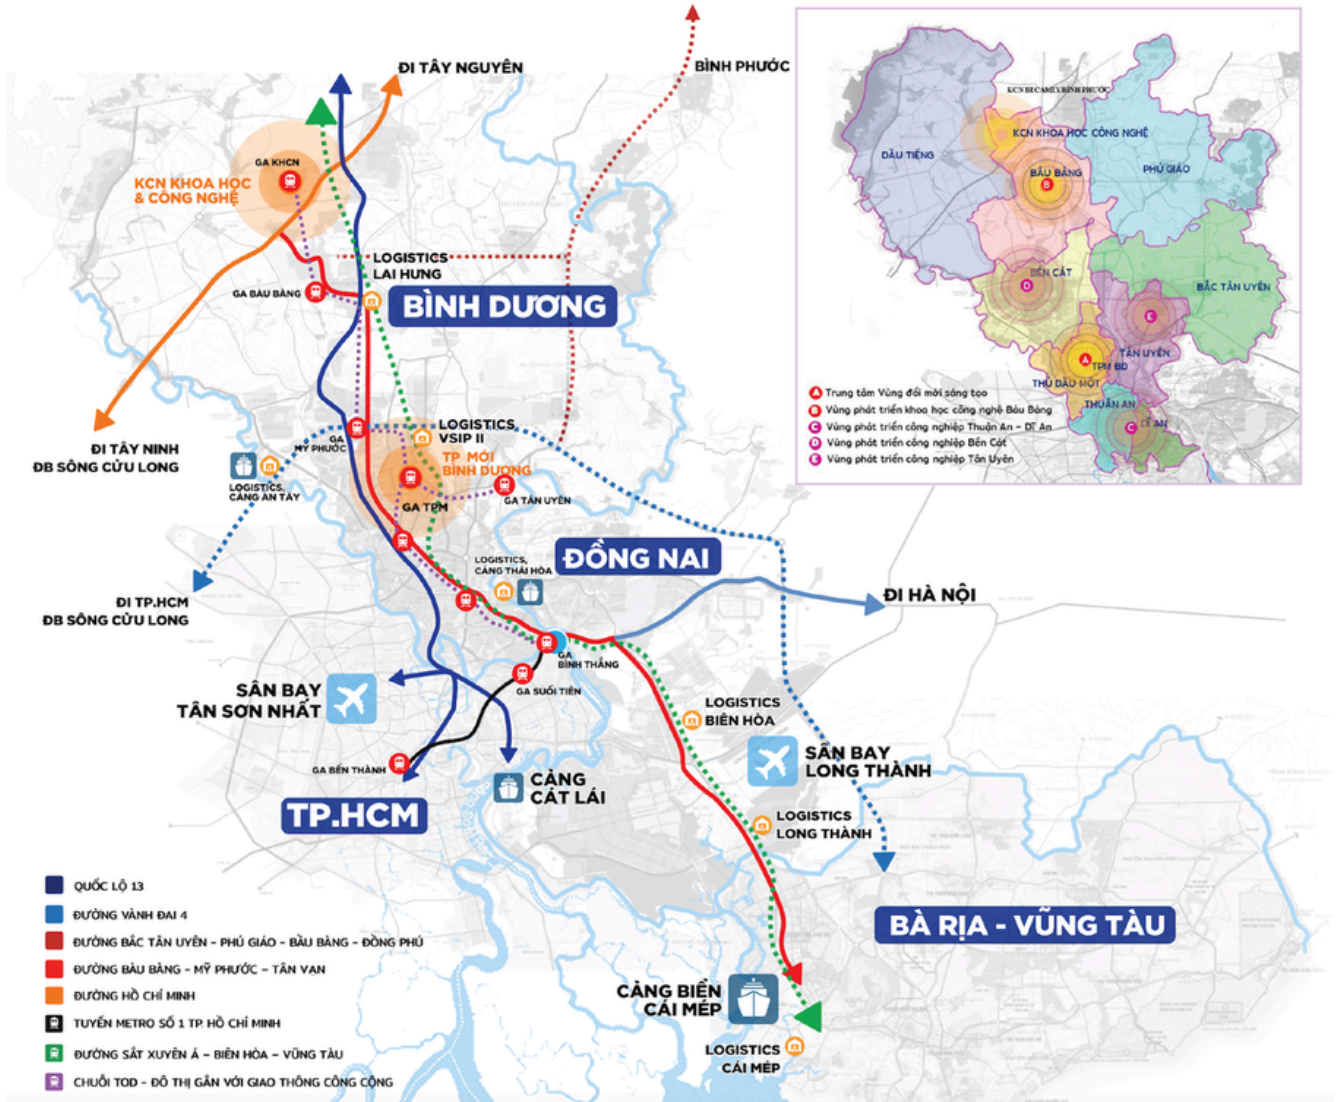 ĐI TÂY NGUYÊN
BÌNH PHƯỚC
GA KHCN
KCN KHOA HỌC
& CÔNG NGHỆ
LOGISTICS
LAI HƯNG
GA BÀU BÀNG
BÌNH DƯƠNG
ĐI TÂY NINH
ĐB SÔNG CỬU LONG
GA
MỸ PHƯỚC
LOGISTICS
VSIP II
TP MỚI
BÌNH DƯƠNG
LOGISTICS,
CẢNG AN TÂY
GA TÂN UYÊN
GA TPM
LOGISTICS,
CẢNG THÁI HÒA
ĐỒNG NAI
ĐI TP.HCM
ĐB SÔNG CỬU LONG
ĐI HÀ NỘI
GA
BÌNH THẮNG
GA SUỐI TIÊN
SÂN BAY
TÂN SƠN NHẤT
LOGISTICS
BIÊN HÒA
SÂN BAY
LONG THÀNH
GA BẾN THÀNH
CẢNG
CÁT LÁI
TP.HCM
LOGISTICS
LONG THÀNH
BÀ RỊA - VŨNG TÀU
CẢNG BIỂN
CÁI MÉP
LOGISTICS
CÁI MÉP
QUỐC LỘ 13
ĐƯỜNG VÀNH ĐAI 4
ĐƯỜNG BẮC TÂN UYÊN - PHÚ GIÁO - BÀU BÀNG - ĐỒNG PHÚ
ĐƯỜNG BÀU BÀNG - MỸ PHƯỚC - TÂN VẠN
ĐƯỜNG HỒ CHÍ MINH
TUYẾN METRO SỐ 1 TP. HỒ CHÍ MINH
ĐƯỜNG SẮT XUYÊN Á - BIÊN HÒA - VŨNG TÀU
CHUỖI TOD - ĐÔ THỊ GẮN VỚI GIAO THÔNG CÔNG CỘNG
KCN BECAMEX BÌNH PHƯỚC
KCN KHOA HỌC CÔNG NGHỆ
DẦU TIẾNG
BÀU BÀNG
B
PHÚ GIÁO
BẾN CÁT
D
BẮC TÂN UYÊN
E
TÂN UYÊN
A
TPM BD
THỦ DẦU MỘT
THUẬN AN
DĨ AN
C
A Trung tâm Vùng đổi mới sáng tạo
B Vùng phát triển khoa học công nghệ Bàu Bàng
C Vùng phát triển công nghiệp Thuận An - Dĩ An
D Vùng phát triển công nghiệp Bến Cát
E Vùng phát triển công nghiệp Tân Uyên